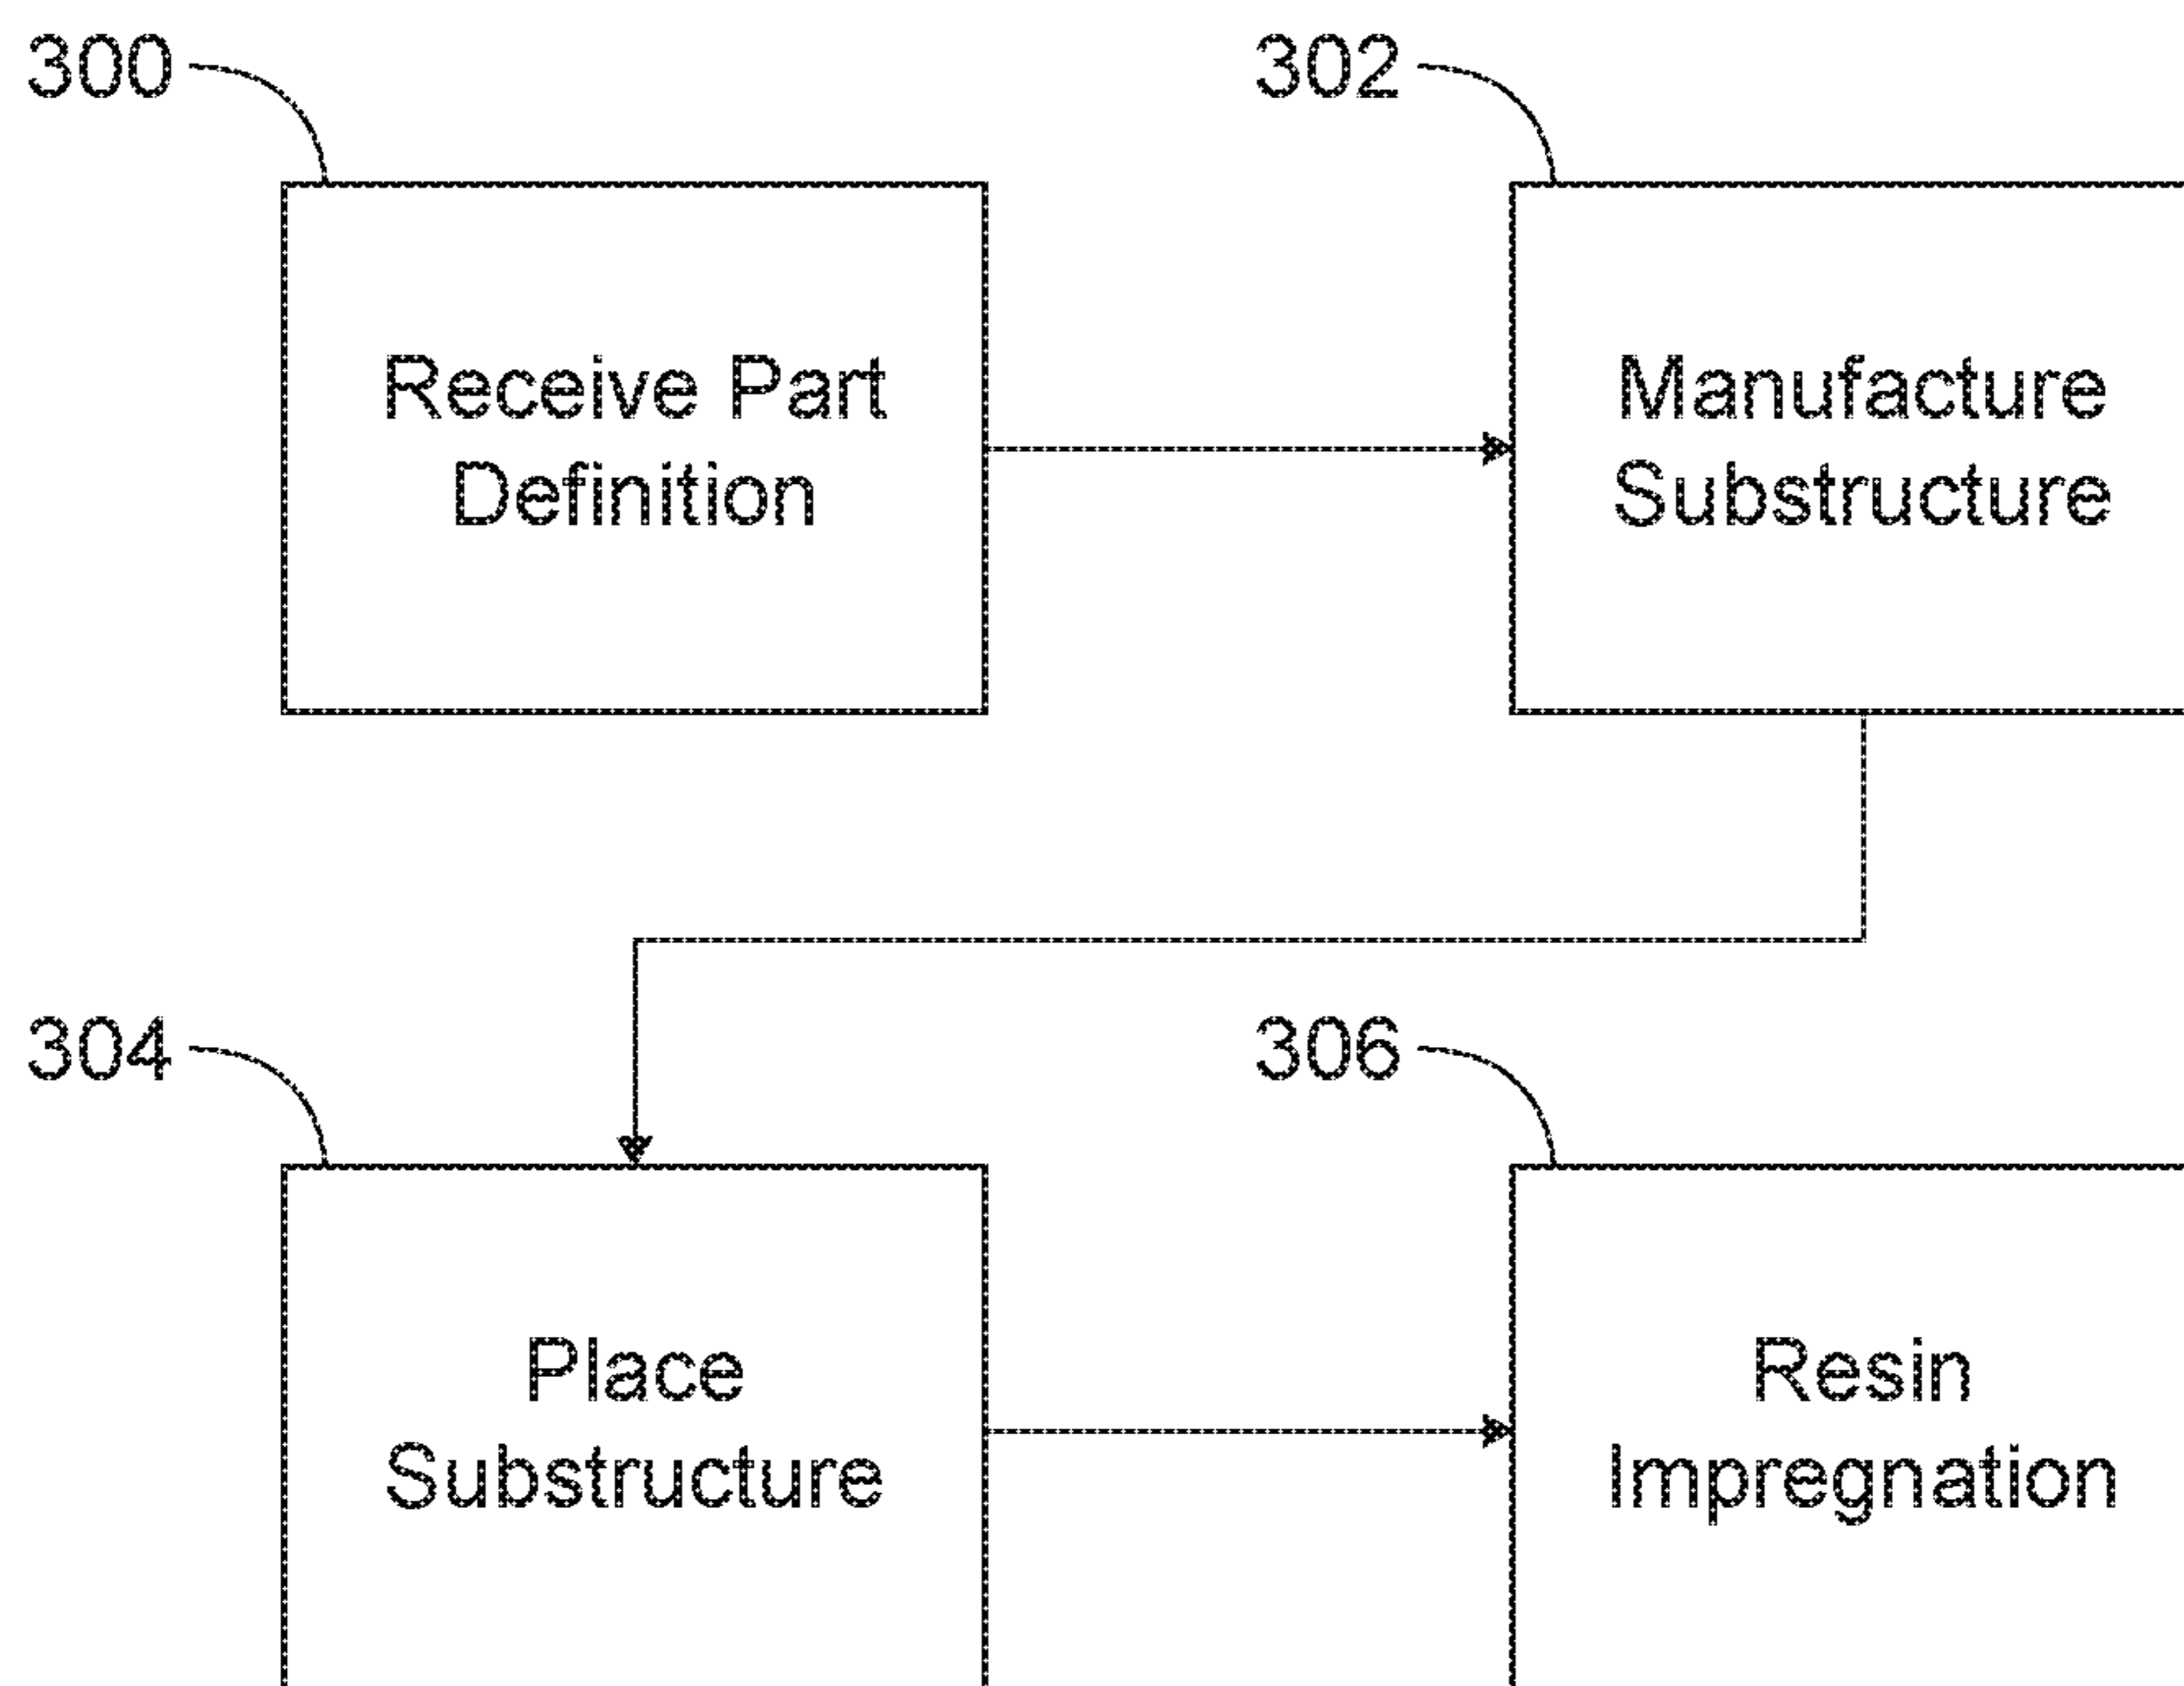 300
302
Receive Part
Definition
Manufacture
Substructure
304
306
Place
Substructure
Resin
Impregnation